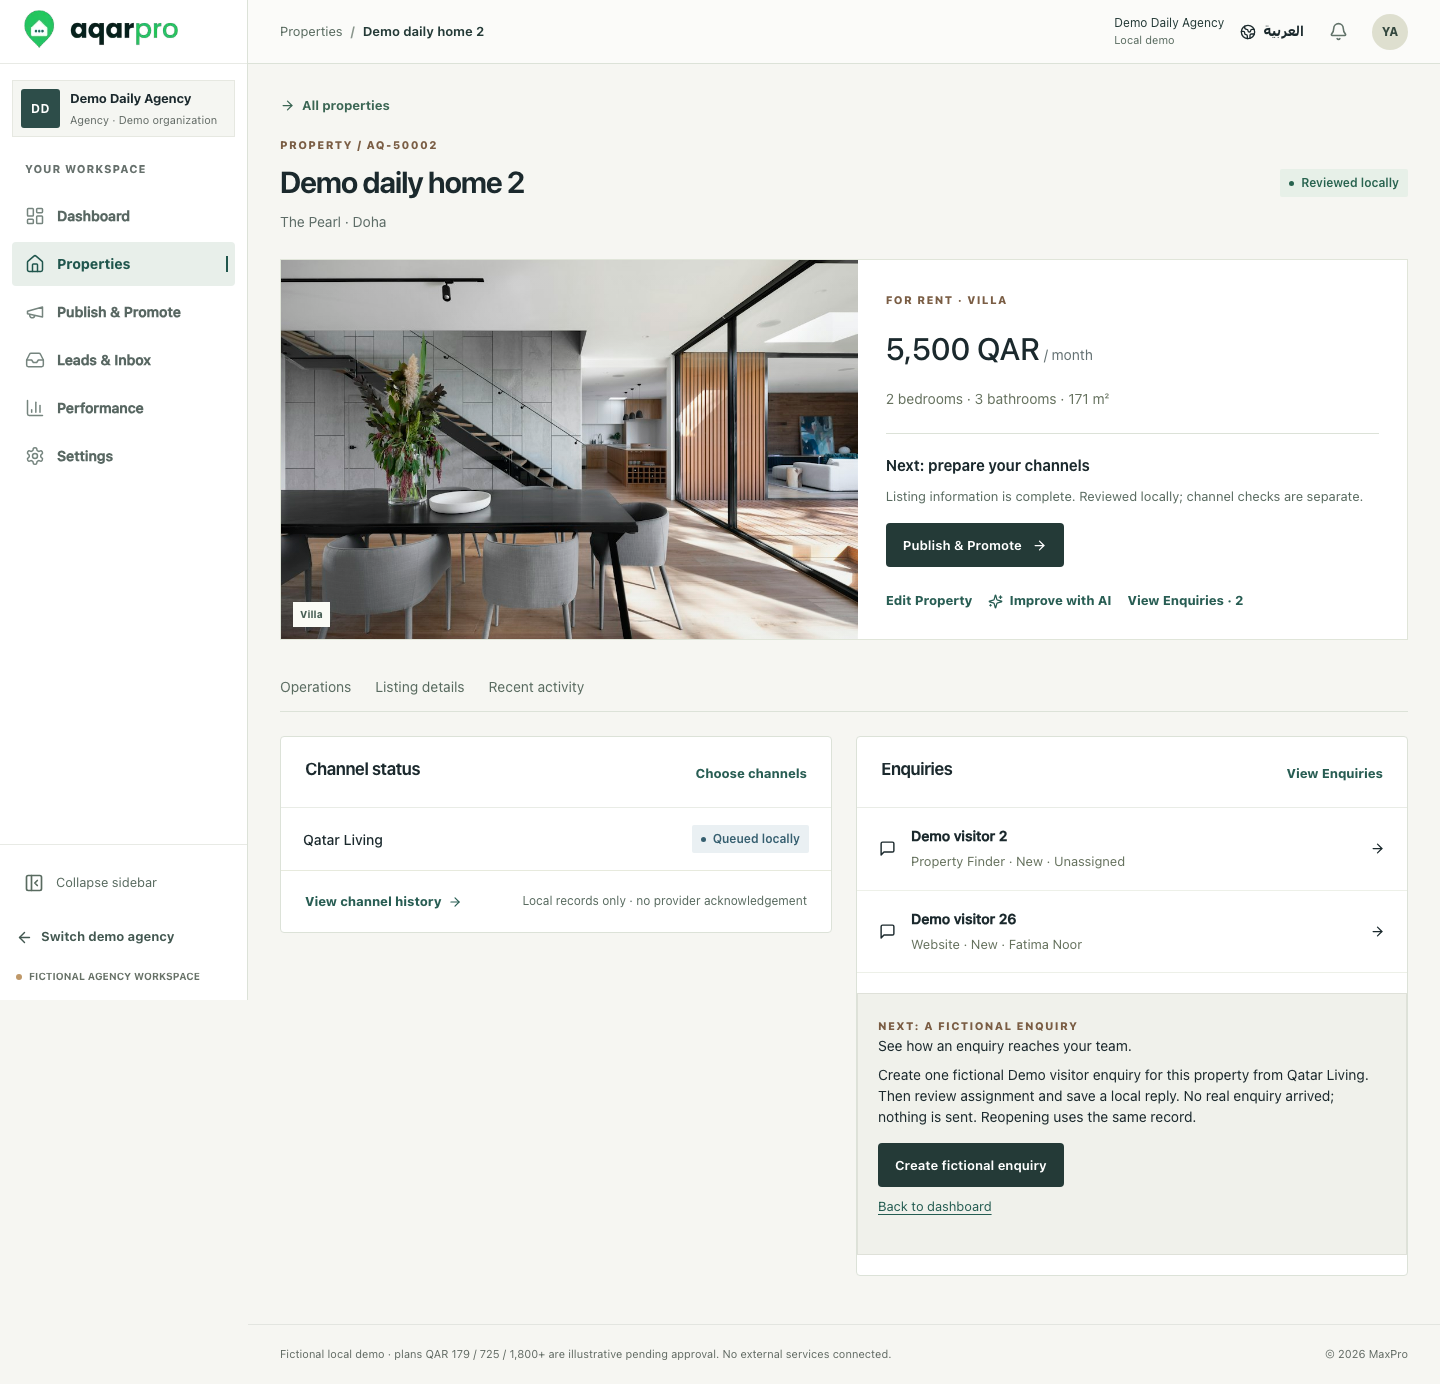 aqarpro
DD
Demo Daily Agency
Agency · Demo organization
YOUR WORKSPACE
Dashboard
Properties
Publish & Promote
Leads & Inbox
Performance
Settings
Collapse sidebar
Switch demo agency
FICTIONAL AGENCY WORKSPACE
Properties / Demo daily home 2
Demo Daily Agency
Local demo
العربية
YA
All properties
PROPERTY / AQ-50002
Demo daily home 2
Reviewed locally
The Pearl · Doha
Villa
FOR RENT · VILLA
5,500 QAR / month
2 bedrooms · 3 bathrooms · 171 m²
Next: prepare your channels
Listing information is complete. Reviewed locally; channel checks are separate.
Publish & Promote
Edit Property Improve with AI View Enquiries · 2
Operations Listing details Recent activity
Channel status
Choose channels
Qatar Living
Queued locally
View channel history
Local records only · no provider acknowledgement
Enquiries
View Enquiries
Demo visitor 2
Property Finder · New · Unassigned
Demo visitor 26
Website · New · Fatima Noor
NEXT: A FICTIONAL ENQUIRY
See how an enquiry reaches your team.
Create one fictional Demo visitor enquiry for this property from Qatar Living.
Then review assignment and save a local reply. No real enquiry arrived;
nothing is sent. Reopening uses the same record.
Create fictional enquiry
Back to dashboard
Fictional local demo · plans QAR 179 / 725 / 1,800+ are illustrative pending approval. No external services connected.
© 2026 MaxPro